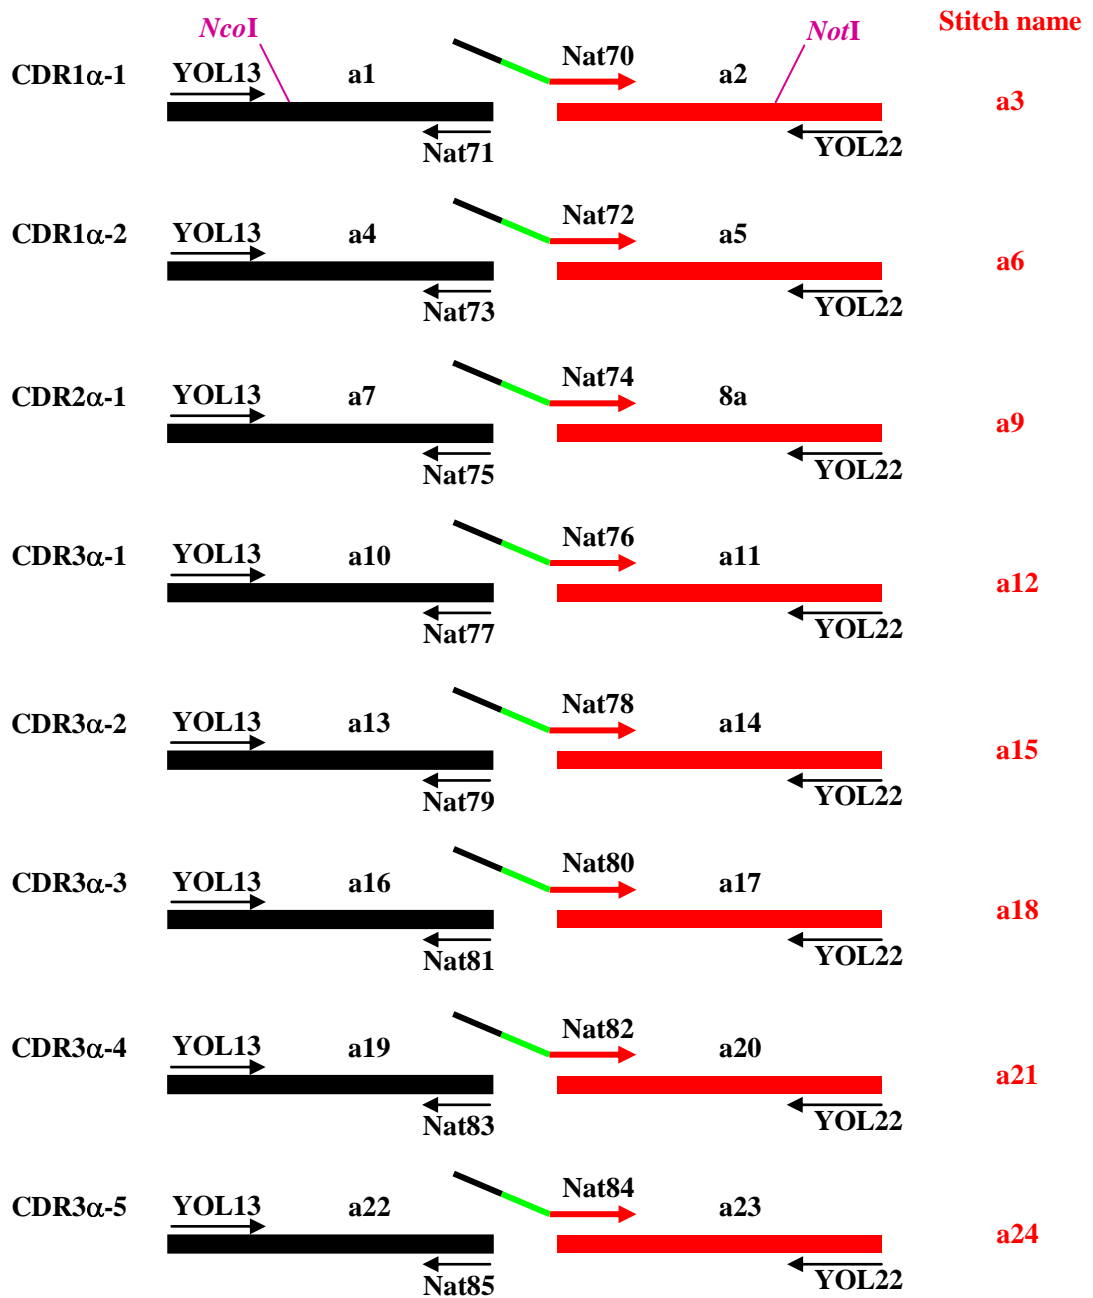 Stitch name
NcoI
NotI
CDR1α-1 YOL13 a1 Nat70 a2
a3
Nat71 YOL22
CDR1α-2 YOL13 a4 Nat72 a5
a6
Nat73 YOL22
CDR2α-1 YOL13 a7 Nat74 8a
a9
Nat75 YOL22
CDR3α-1 YOL13 a10 Nat76 a11
a12
Nat77 YOL22
CDR3α-2 YOL13 a13 Nat78 a14
a15
Nat79 YOL22
CDR3α-3 YOL13 a16 Nat80 a17
a18
Nat81 YOL22
CDR3α-4 YOL13 a19 Nat82 a20
a21
Nat83 YOL22
CDR3α-5 YOL13 a22 Nat84 a23
a24
Nat85 YOL22